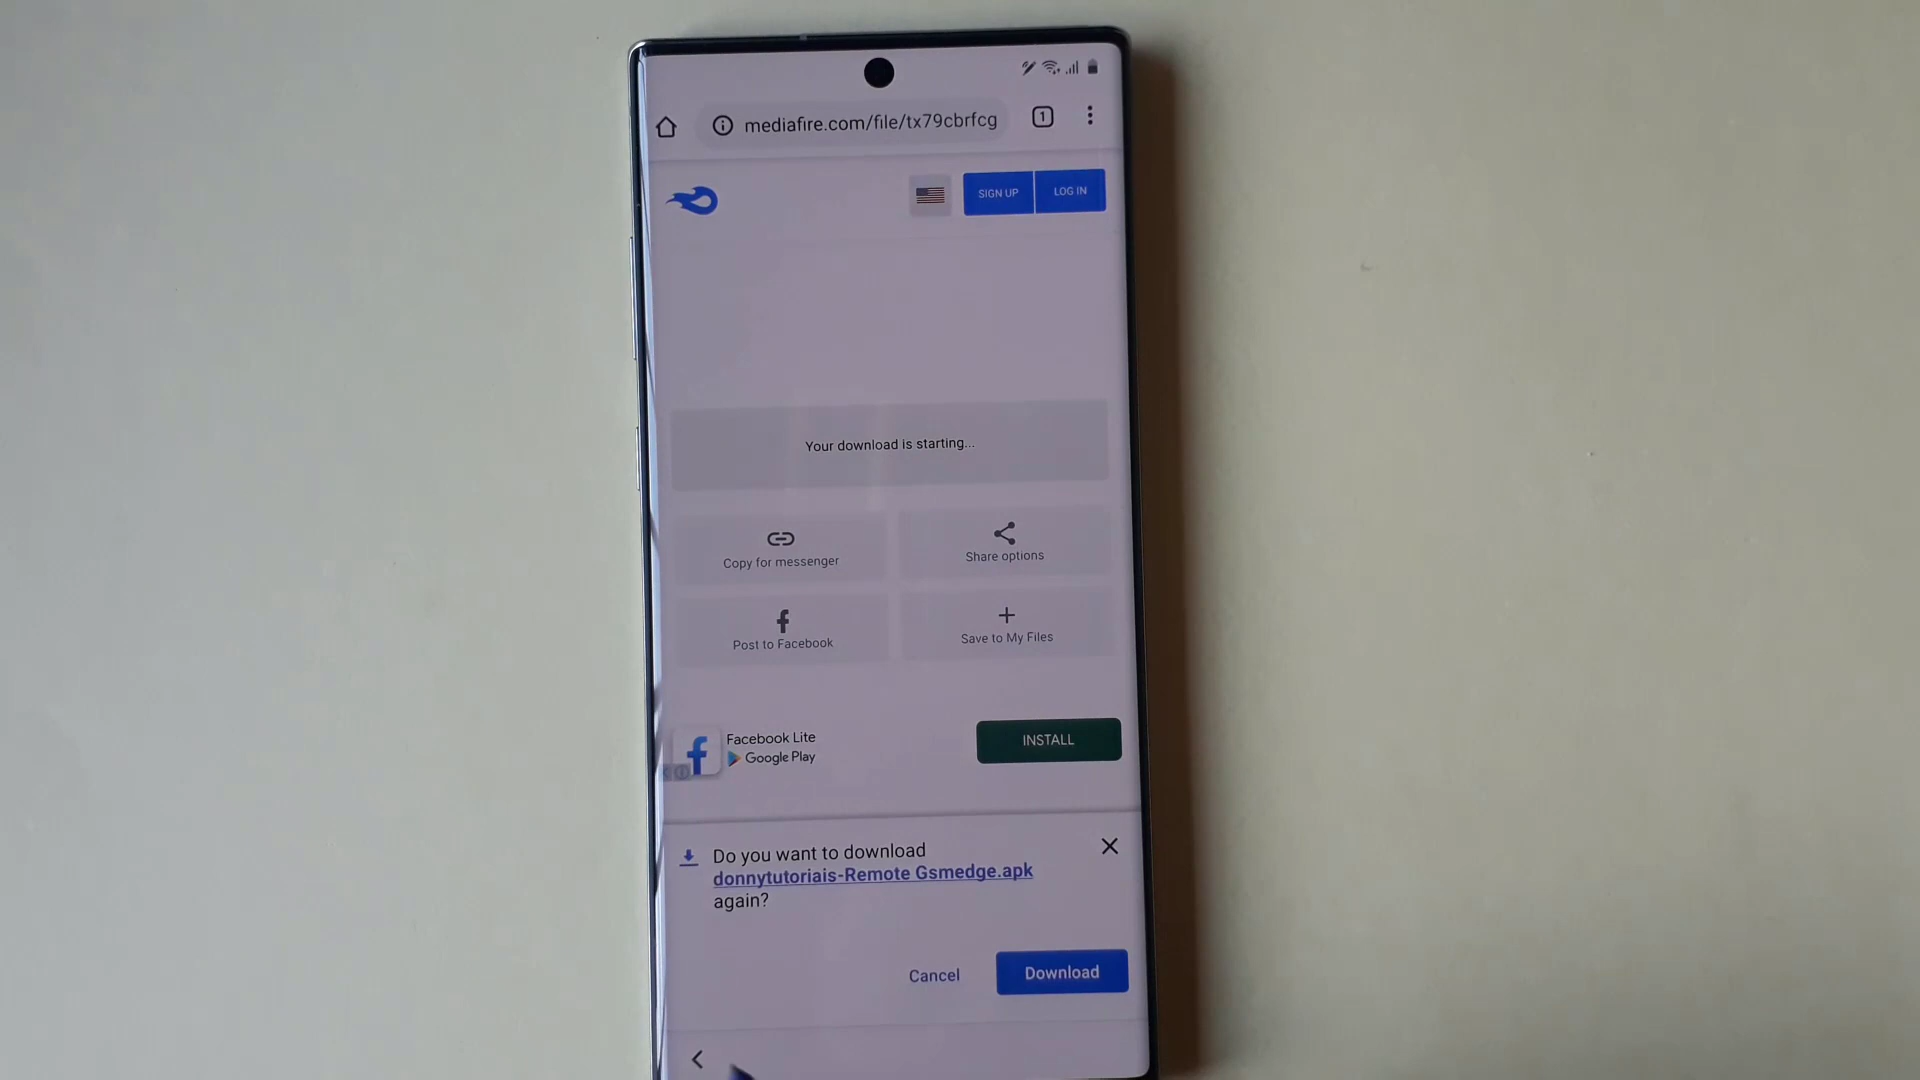 mediafire.com/file/tx79cbrfcg
1
SIGN UP
LOG IN
Your download is starting...
Copy for messenger
Share options
Post to Facebook
Save to My Files
Facebook Lite
Google Play
INSTALL
Do you want to download
donnytutoriais-Remote Gsmedge.apk
again?
Cancel
Download